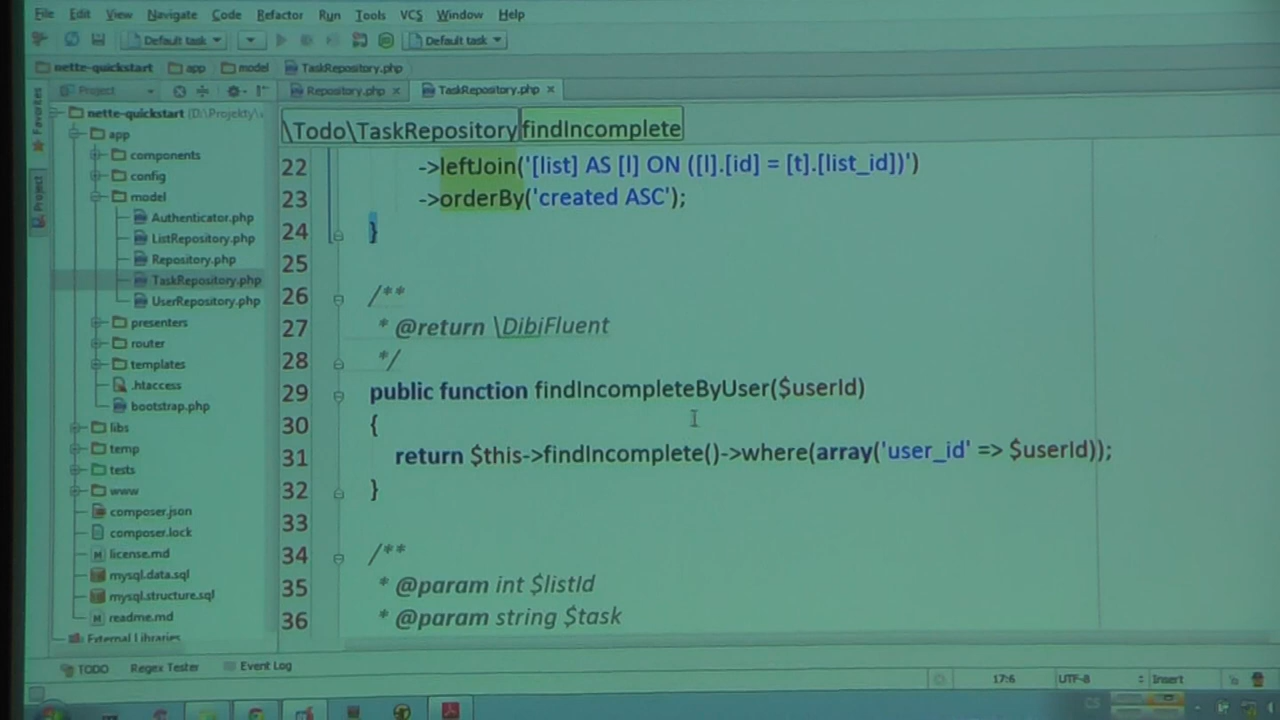 File Edit View Navigate Code Refactor Run Tools VCS Window Help
Default task Default task
nette-quickstart app model TaskRepository.php
Project Repository.php TaskRepository.php
Favorites
Project
nette-quickstart (D:\Projekty\
app
components
config
model
Authenticator.php
ListRepository.php
Repository.php
TaskRepository.php
UserRepository.php
presenters
router
templates
.htaccess
bootstrap.php
libs
temp
tests
www
composer.json
composer.lock
license.md
mysql.data.sql
mysql.structure.sql
readme.md
External Libraries
\Todo\TaskRepository findIncomplete
22 ->leftJoin('[list] AS [l] ON ([l].[id] = [t].[list_id])')
23 ->orderBy('created ASC');
24 }
25
26 /**
27 * @return \DibiFluent
28 */
29 public function findIncompleteByUser($userId)
30 {
31 return $this->findIncomplete()->where(array('user_id' => $userId));
32 }
33
34 /**
35 * @param int $listId
36 * @param string $task
TODO Regex Tester Event Log
17:6 UTF-8 Insert
CS